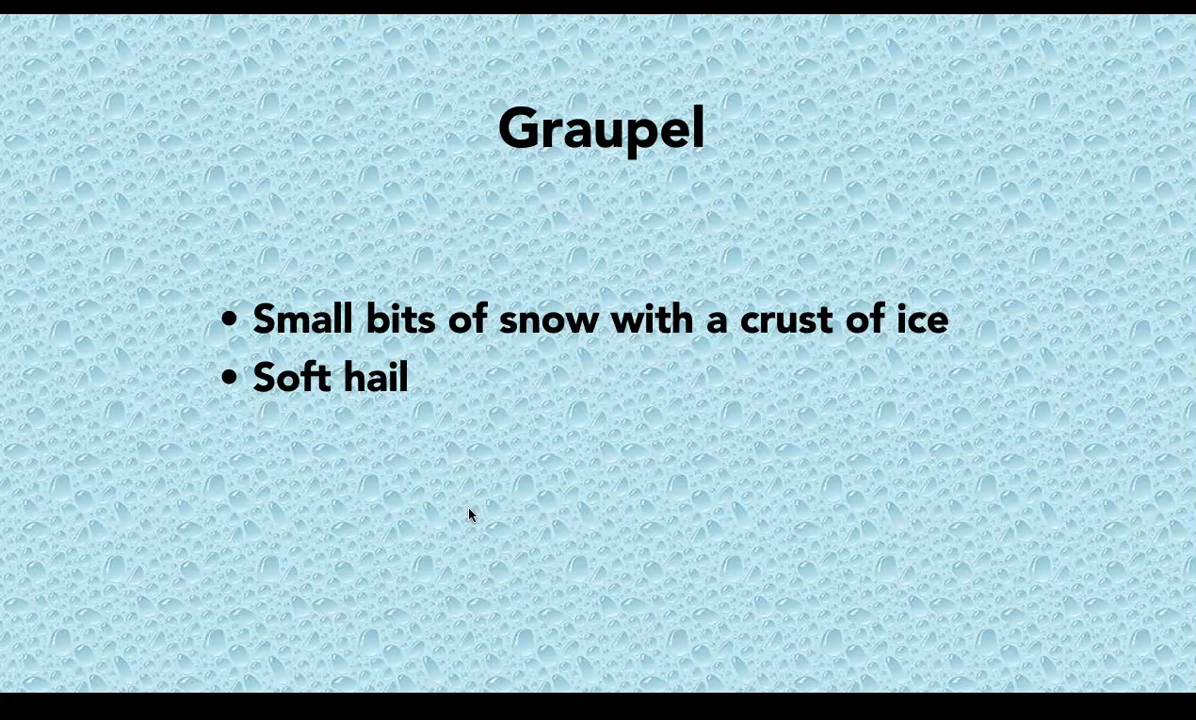 Graupel
• Small bits of snow with a crust of ice
• Soft hail